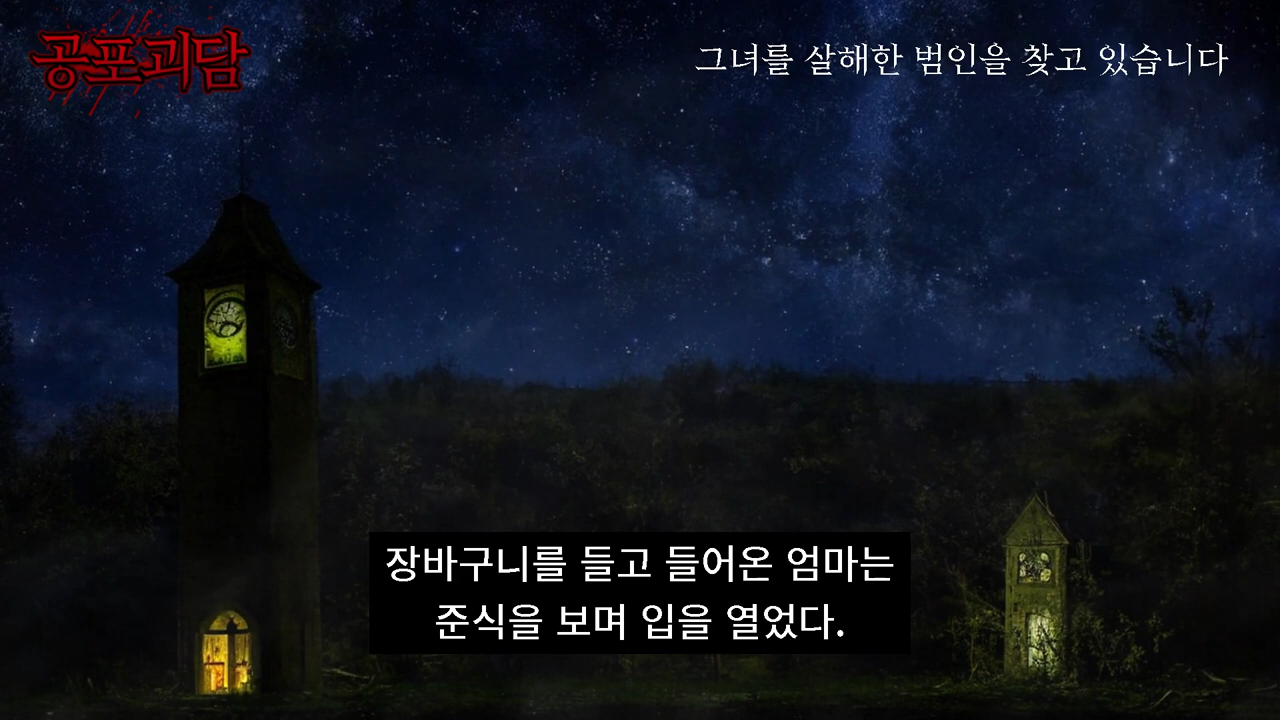 공포괴담
그녀를 살해한 범인을 찾고 있습니다
장바구니를 들고 들어온 엄마는
준식을 보며 입을 열었다.